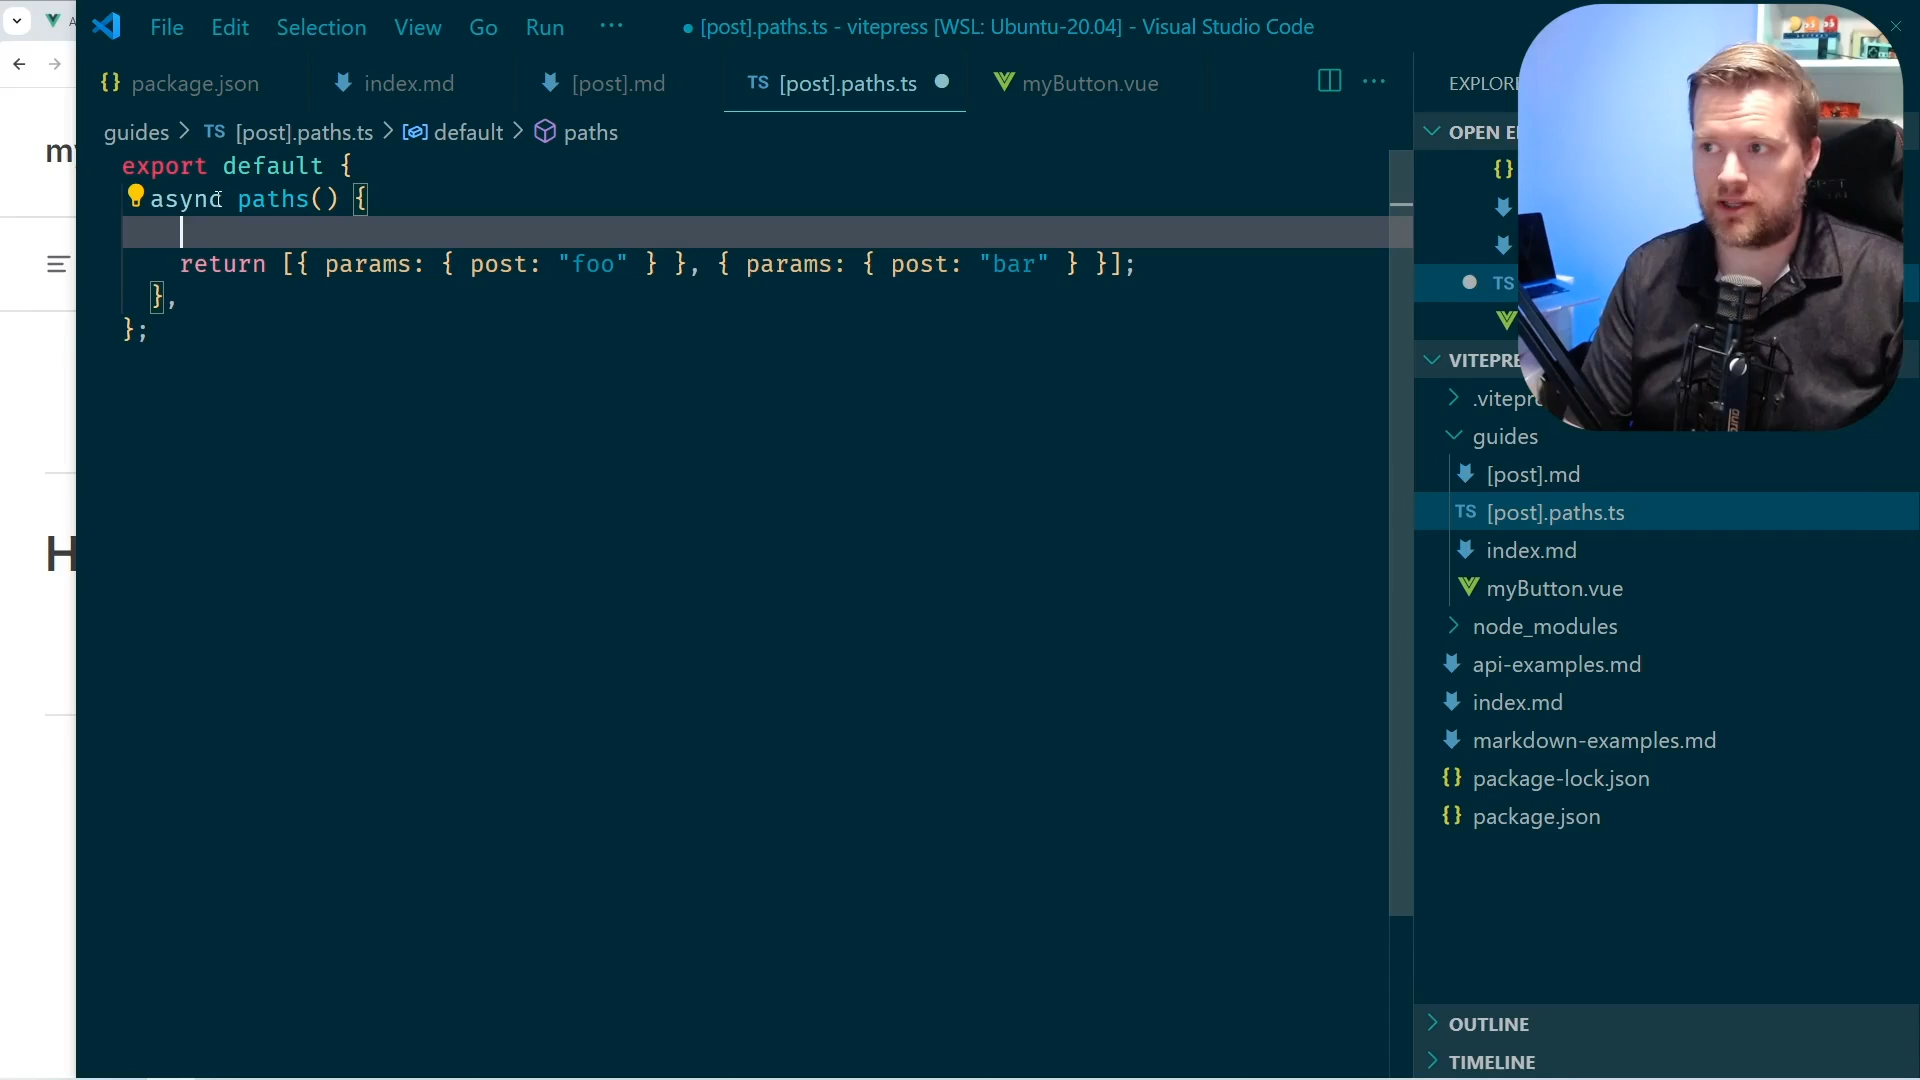 File Edit Selection View Go Run ··· ● [post].paths.ts - vitepress [WSL: Ubuntu-20.04] - Visual Studio Code
{} package.json index.md [post].md TS [post].paths.ts ● myButton.vue ···
EXPLORE
guides > TS [post].paths.ts > default > paths
OPEN E
export default {
async paths() {
return [{ params: { post: "foo" } }, { params: { post: "bar" } }];
},
};
{}
TS
VITEPRE
.vitepre
guides
[post].md
TS [post].paths.ts
index.md
myButton.vue
node_modules
api-examples.md
index.md
markdown-examples.md
{} package-lock.json
{} package.json
OUTLINE
TIMELINE